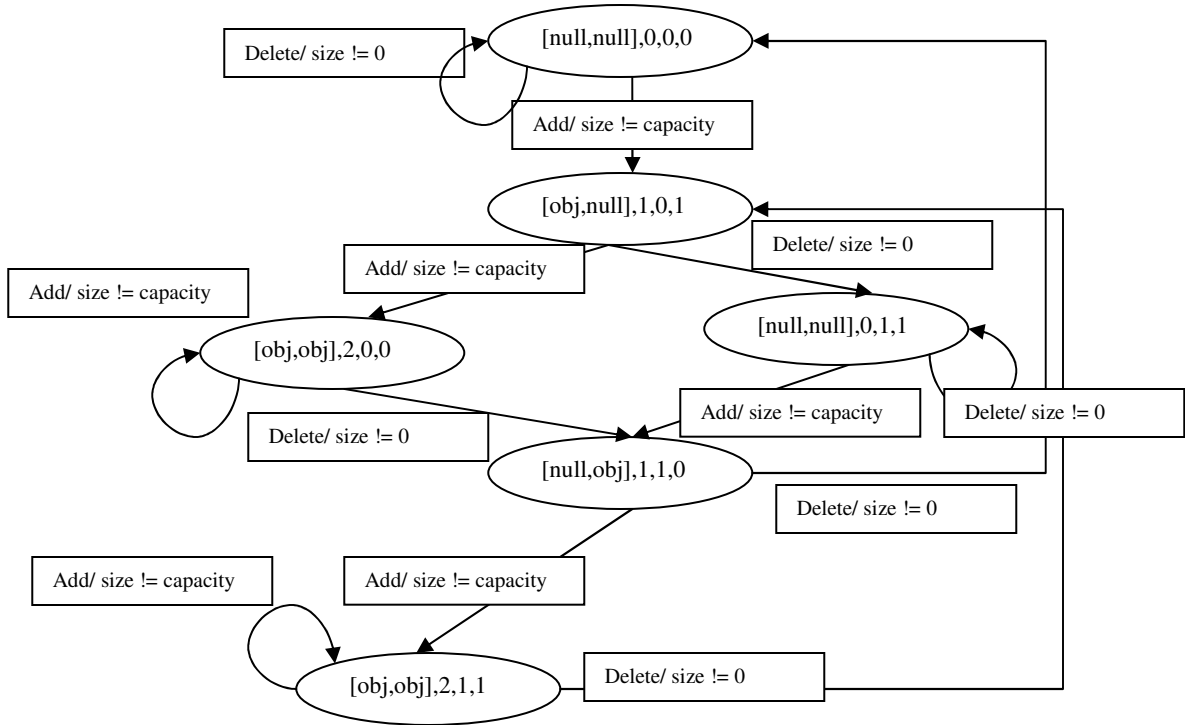 [null,null],0,0,0
Delete/ size != 0
Add/ size != capacity
[obj,null],1,0,1
Delete/ size != 0
Add/ size != capacity
Add/ size != capacity
[null,null],0,1,1
[obj,obj],2,0,0
Add/ size != capacity
Delete/ size != 0
Delete/ size != 0
[null,obj],1,1,0
Delete/ size != 0
Add/ size != capacity
Add/ size != capacity
Delete/ size != 0
[obj,obj],2,1,1